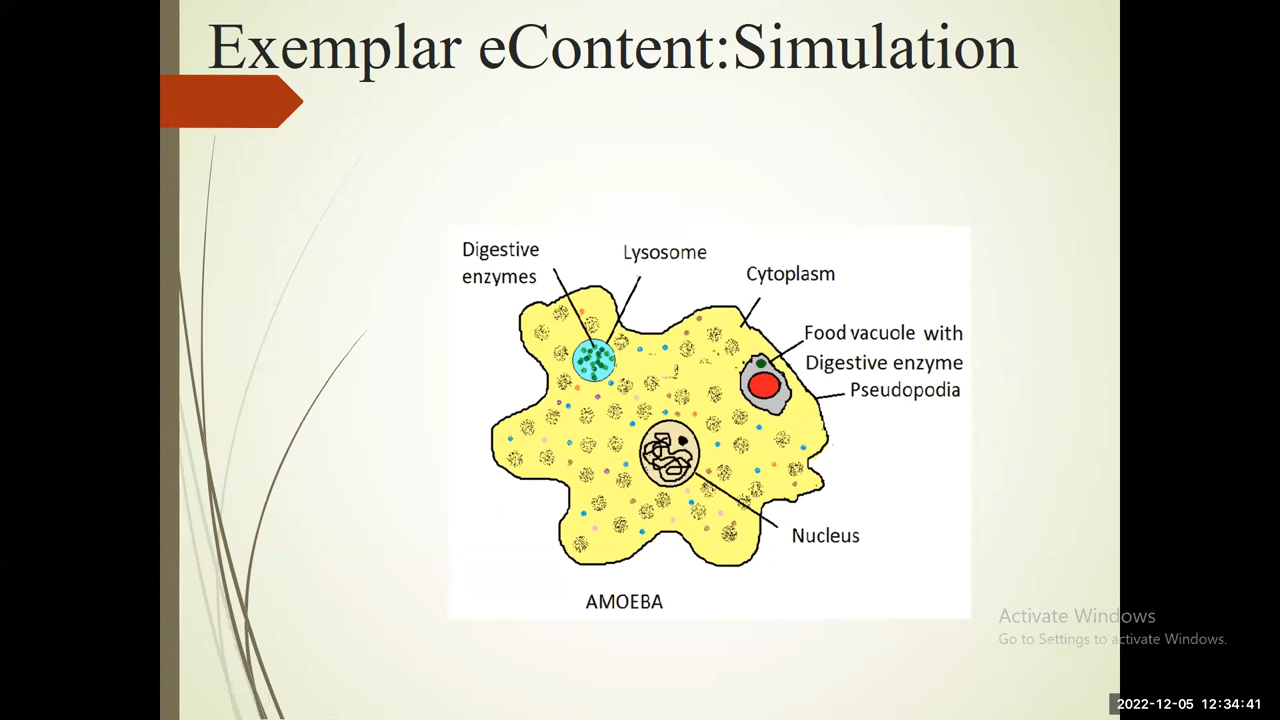 Exemplar eContent:Simulation
Digestive
enzymes
Lysosome
Cytoplasm
Food vacuole with
Digestive enzyme
Pseudopodia
Nucleus
AMOEBA
Activate Windows
Go to Settings to activate Windows.
2022-12-05 12:34:41